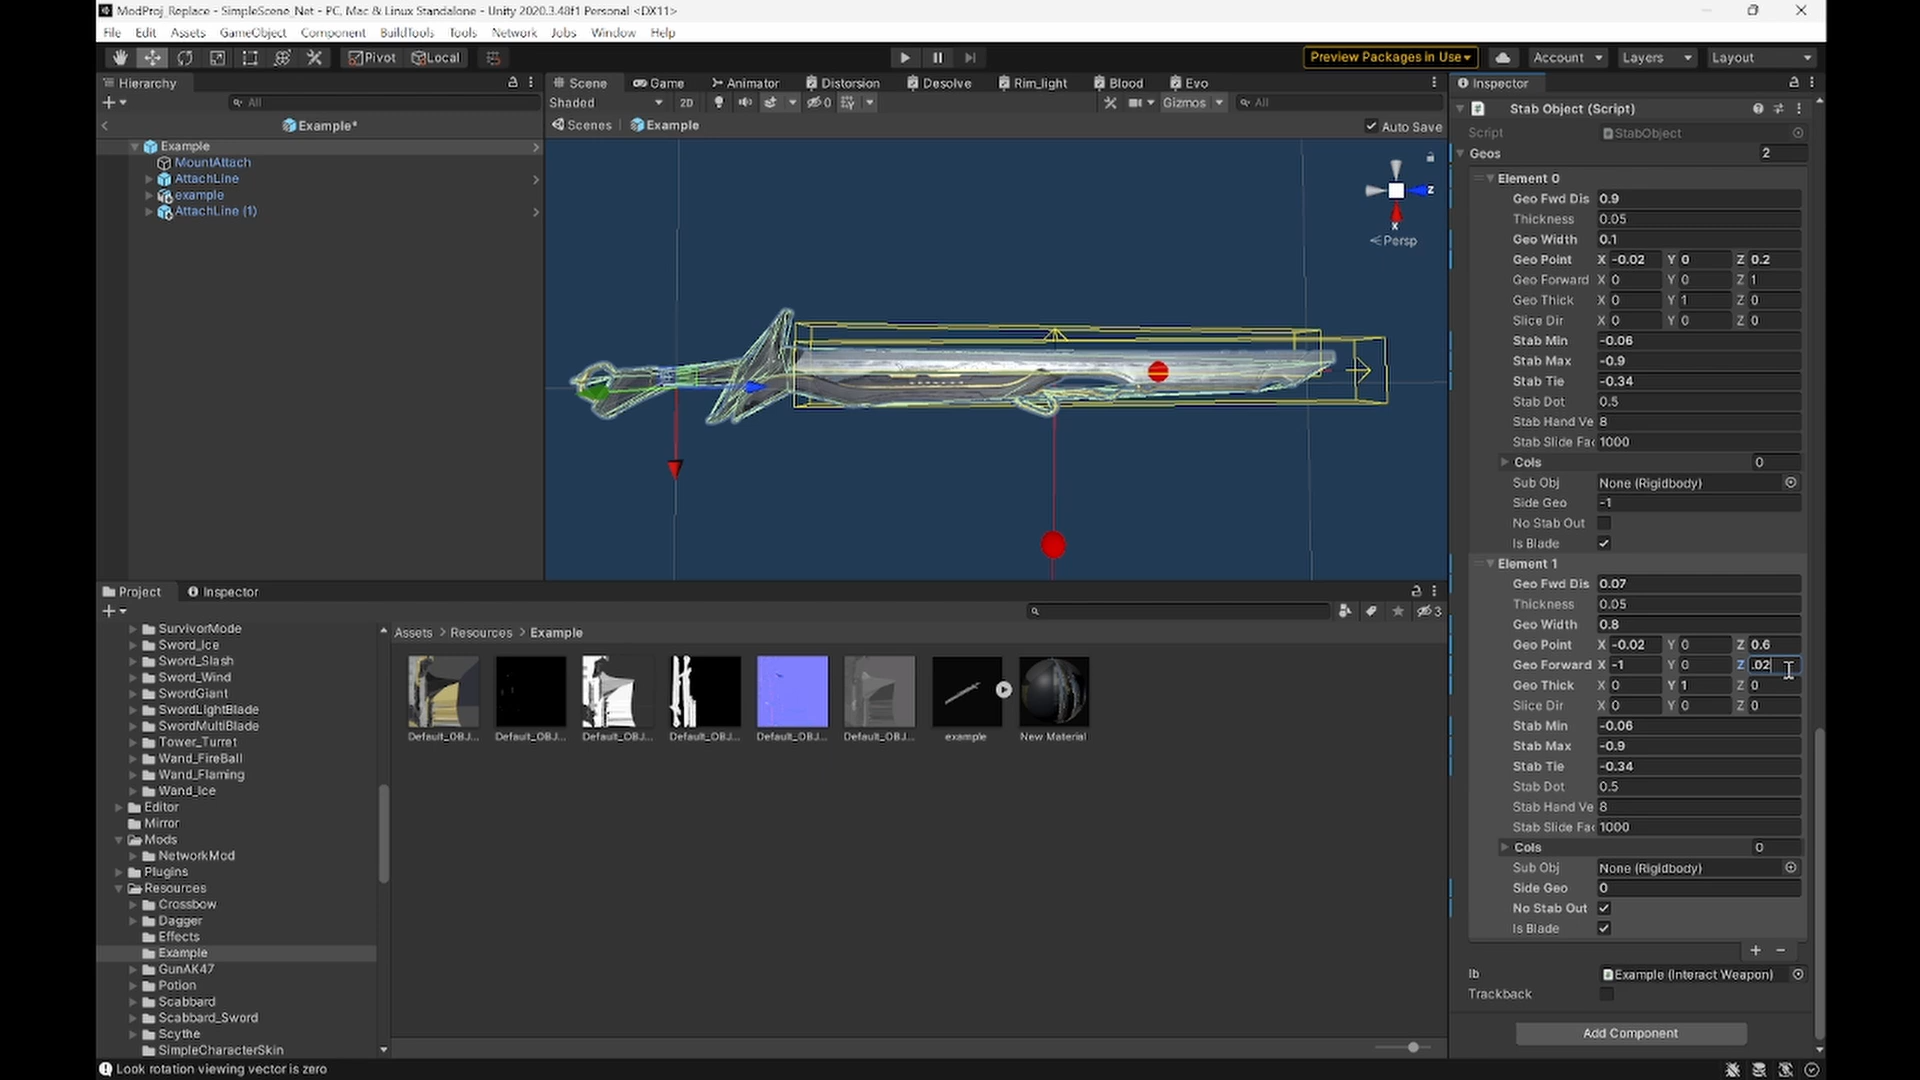 ModProj_Replace - SimpleScene_Net - PC, Mac & Linux Standalone - Unity 2020.3.48f1 Personal <DX11>
File Edit Assets GameObject Component BuildTools Tools Network Jobs Window Help
Pivot Local Preview Packages in Use Account Layers Layout
Hierarchy
All
Example*
Example
MountAttach
AttachLine
example
AttachLine (1)
Scene Game Animator Distortion Desolve Rim_light Blood Evo
Shaded 2D 0 Gizmos All
Scenes Example Auto Save
Z
X
Persp
Inspector
Stab Object (Script)
Script StabObject
Geos 2
Element 0
Geo Fwd Dis 0.9
Thickness 0.05
Geo Width 0.1
Geo Point X -0.02 Y 0 Z 0.2
Geo Forward X 0 Y 0 Z 1
Geo Thick X 0 Y 1 Z 0
Slice Dir X 0 Y 0 Z 0
Stab Min -0.06
Stab Max -0.9
Stab Tie -0.34
Stab Dot 0.5
Stab Hand Ve 8
Stab Slide Fac 1000
Cols 0
Sub Obj None (Rigidbody)
Side Geo -1
No Stab Out
Is Blade
Element 1
Geo Fwd Dis 0.07
Thickness 0.05
Geo Width 0.8
Geo Point X -0.02 Y 0 Z 0.6
Geo Forward X -1 Y 0 Z .02
Geo Thick X 0 Y 1 Z 0
Slice Dir X 0 Y 0 Z 0
Stab Min -0.06
Stab Max -0.9
Stab Tie -0.34
Stab Dot 0.5
Stab Hand Ve 8
Stab Slide Fac 1000
Cols 0
Sub Obj None (Rigidbody)
Side Geo 0
No Stab Out
Is Blade
Ib Example (Interact Weapon)
Trackback
Add Component
Project Inspector
3
SurvivorMode
Sword_Ice
Sword_Slash
Sword_Wind
SwordGiant
SwordLightBlade
SwordMultiBlade
Tower_Turret
Wand_FireBall
Wand_Flaming
Wand_Ice
Editor
Mirror
Mods
NetworkMod
Plugins
Resources
Crossbow
Dagger
Effects
Example
GunAK47
Potion
Scabbard
Scabbard_Sword
Scythe
SimpleCharacterSkin
Assets > Resources > Example
Default_OBJ... Default_OBJ... Default_OBJ... Default_OBJ... Default_OBJ... Default_OBJ... example New Material
Look rotation viewing vector is zero